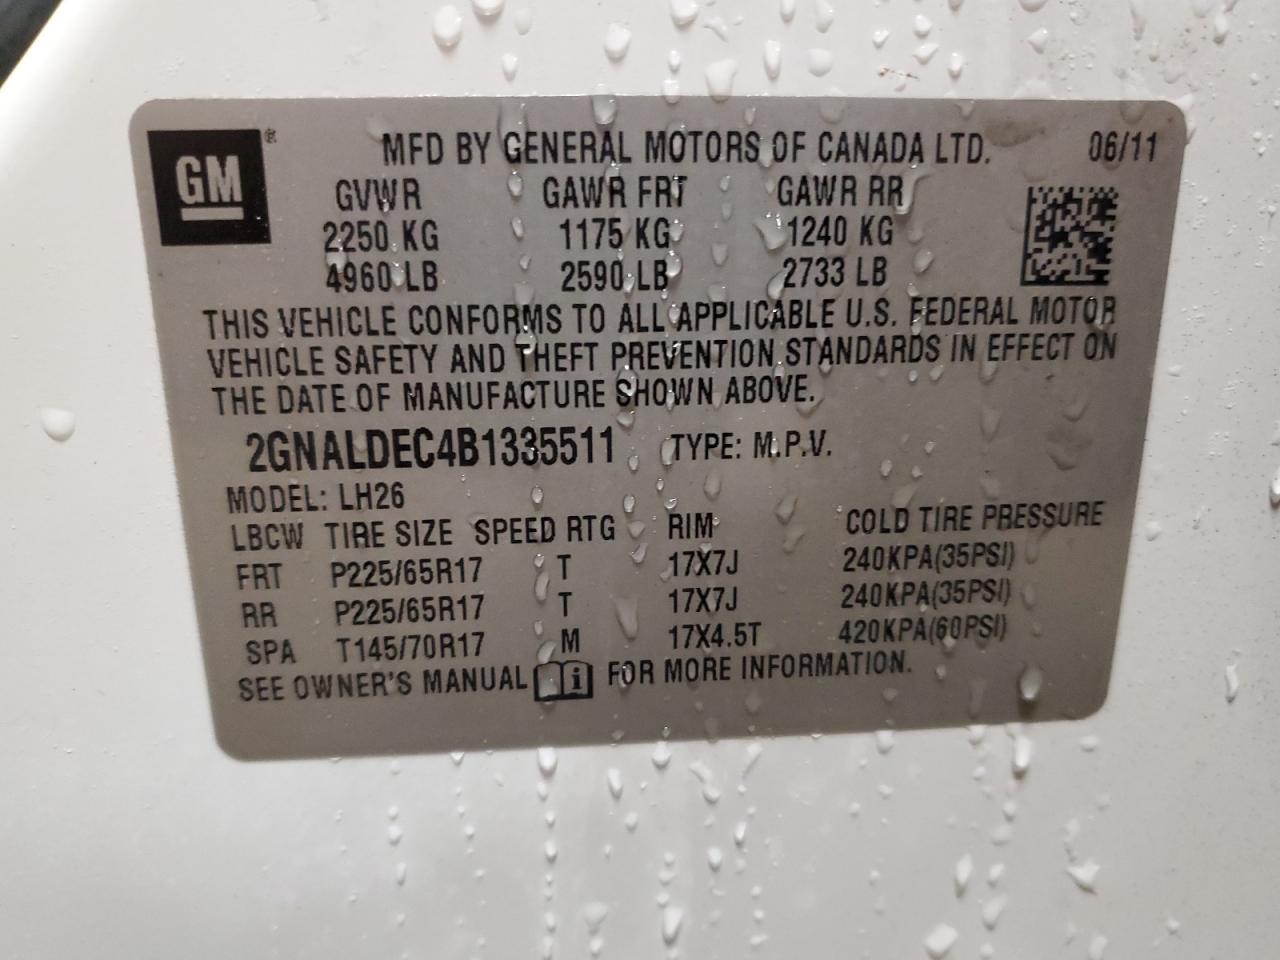 GM ® MFD BY GENERAL MOTORS OF CANADA LTD. 06/11
GVWR GAWR FRT GAWR RR
2250 KG 1175 KG 1240 KG
4960 LB 2590 LB 2733 LB
THIS VEHICLE CONFORMS TO ALL APPLICABLE U.S. FEDERAL MOTOR
VEHICLE SAFETY AND THEFT PREVENTION STANDARDS IN EFFECT ON
THE DATE OF MANUFACTURE SHOWN ABOVE.
2GNALDEC4B1335511 TYPE: M.P.V.
MODEL: LH26
LBCW TIRE SIZE SPEED RTG RIM COLD TIRE PRESSURE
FRT P225/65R17 T 17X7J 240KPA(35PSI)
RR P225/65R17 T 17X7J 240KPA(35PSI)
SPA T145/70R17 M 17X4.5T 420KPA(60PSI)
SEE OWNER'S MANUAL i FOR MORE INFORMATION.